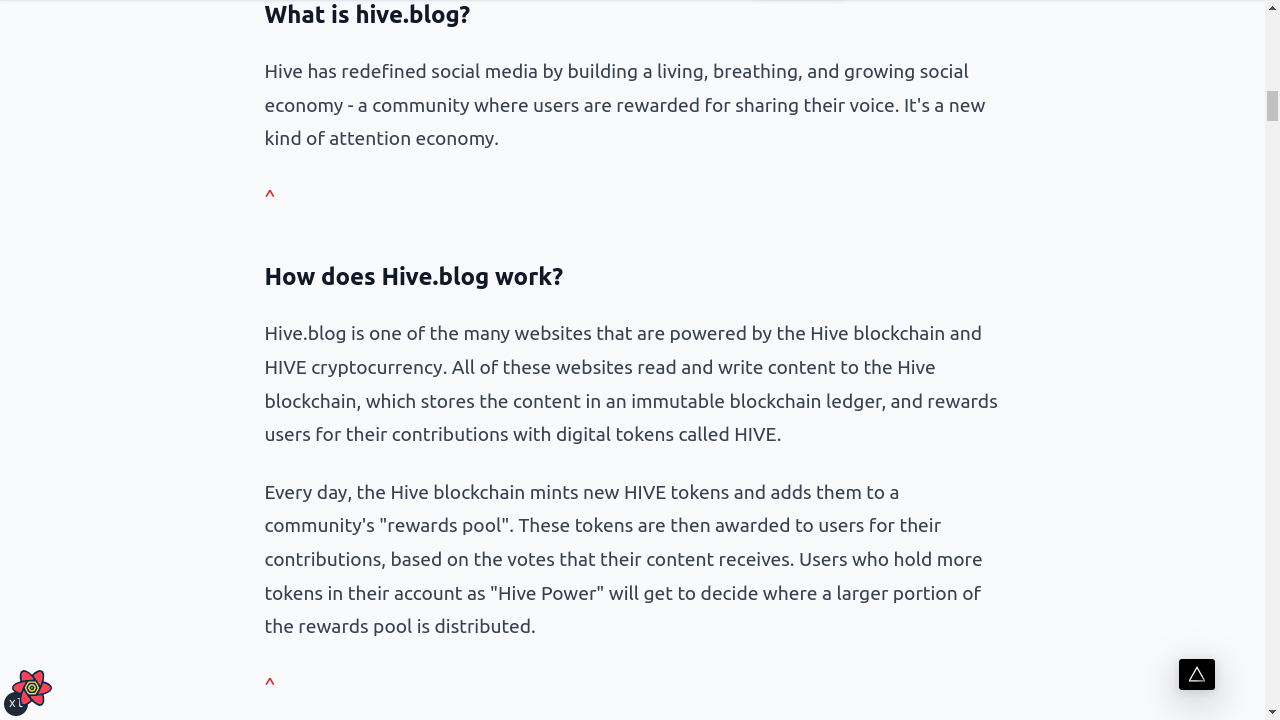 What is hive.blog?
Hive has redefined social media by building a living, breathing, and growing social
economy - a community where users are rewarded for sharing their voice. It's a new
kind of attention economy.
^
How does Hive.blog work?
Hive.blog is one of the many websites that are powered by the Hive blockchain and
HIVE cryptocurrency. All of these websites read and write content to the Hive
blockchain, which stores the content in an immutable blockchain ledger, and rewards
users for their contributions with digital tokens called HIVE.
Every day, the Hive blockchain mints new HIVE tokens and adds them to a
community's "rewards pool". These tokens are then awarded to users for their
contributions, based on the votes that their content receives. Users who hold more
tokens in their account as "Hive Power" will get to decide where a larger portion of
the rewards pool is distributed.
^
xl